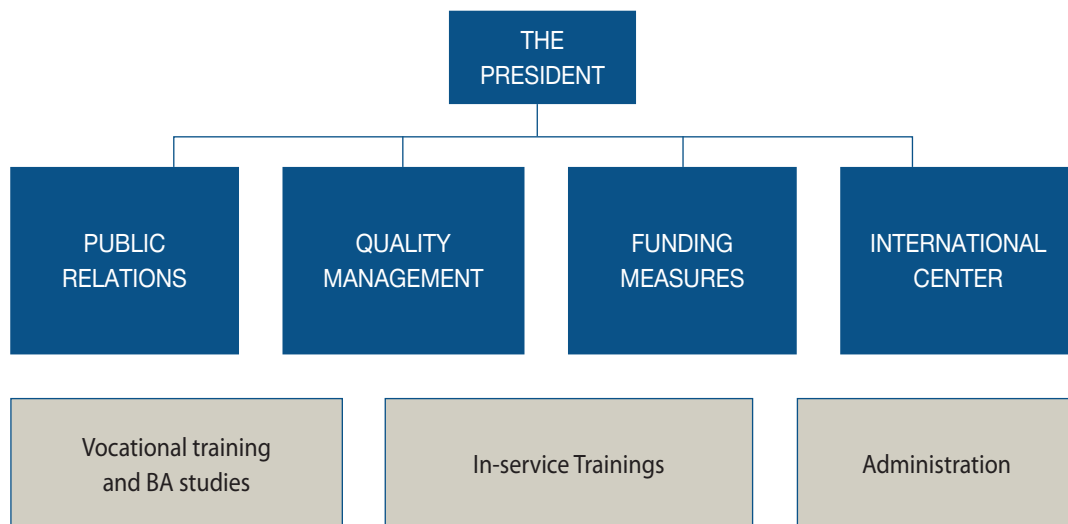 THE
PRESIDENT
PUBLIC
RELATIONS
QUALITY
MANAGEMENT
FUNDING
MEASURES
INTERNATIONAL
CENTER
Vocational training
and BA studies
In-service Trainings
Administration